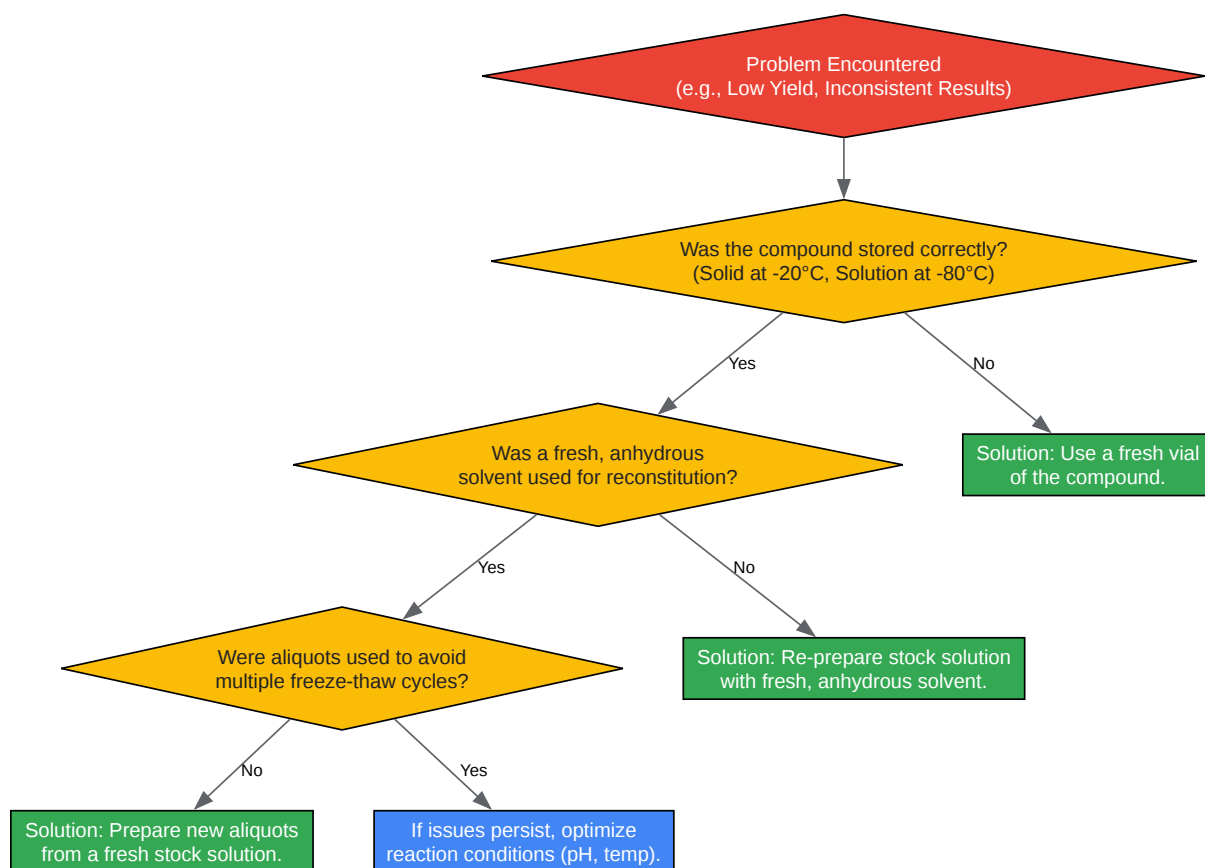 Problem Encountered
(e.g., Low Yield, Inconsistent Results)
Was the compound stored correctly?
(Solid at -20°C, Solution at -80°C)
Yes
No
Was a fresh, anhydrous
solvent used for reconstitution?
Solution: Use a fresh vial
of the compound.
Yes
No
Were aliquots used to avoid
multiple freeze-thaw cycles?
Solution: Re-prepare stock solution
with fresh, anhydrous solvent.
No
Yes
Solution: Prepare new aliquots
from a fresh stock solution.
If issues persist, optimize
reaction conditions (pH, temp).